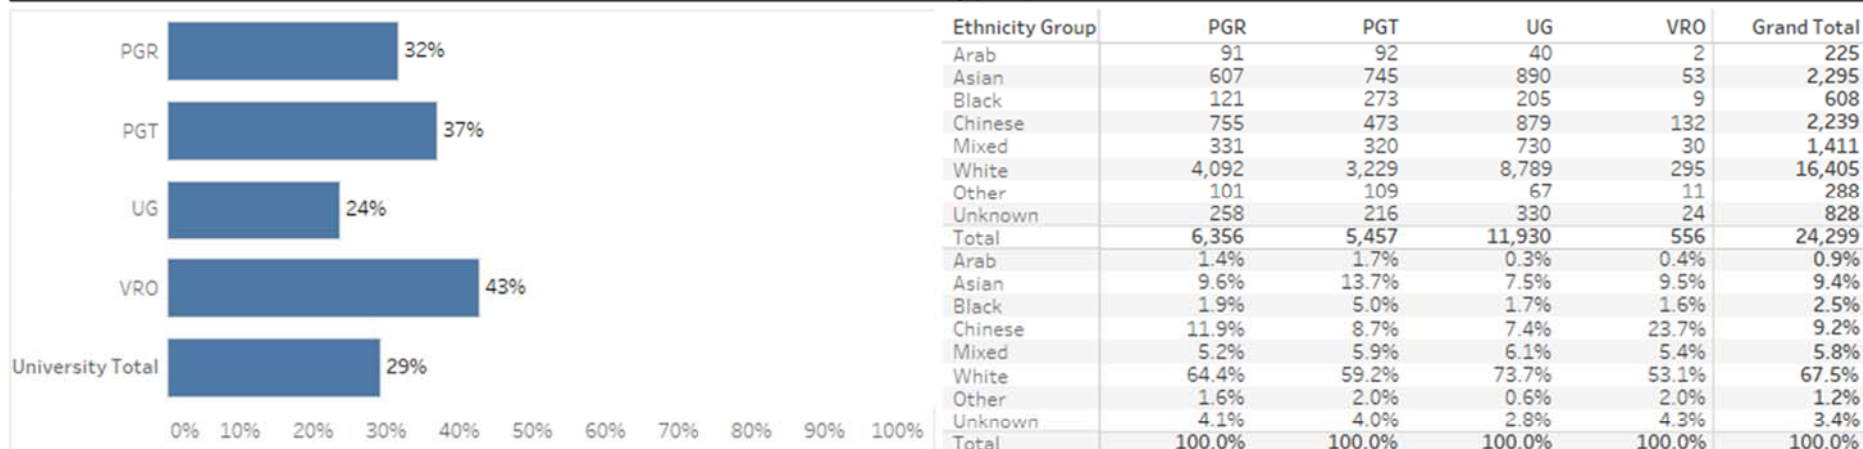 PGR 32%
PGT 37%
UG 24%
VRO 43%
University Total 29%
0% 10% 20% 30% 40% 50% 60% 70% 80% 90% 100%
Ethnicity Group PGR PGT UG VRO Grand Total
Arab 91 92 40 2 225
Asian 607 745 890 53 2,295
Black 121 273 205 9 608
Chinese 755 473 879 132 2,239
Mixed 331 320 730 30 1,411
White 4,092 3,229 8,789 295 16,405
Other 101 109 67 11 288
Unknown 258 216 330 24 828
Total 6,356 5,457 11,930 556 24,299
Arab 1.4% 1.7% 0.3% 0.4% 0.9%
Asian 9.6% 13.7% 7.5% 9.5% 9.4%
Black 1.9% 5.0% 1.7% 1.6% 2.5%
Chinese 11.9% 8.7% 7.4% 23.7% 9.2%
Mixed 5.2% 5.9% 6.1% 5.4% 5.8%
White 64.4% 59.2% 73.7% 53.1% 67.5%
Other 1.6% 2.0% 0.6% 2.0% 1.2%
Unknown 4.1% 4.0% 2.8% 4.3% 3.4%
Total 100.0% 100.0% 100.0% 100.0% 100.0%